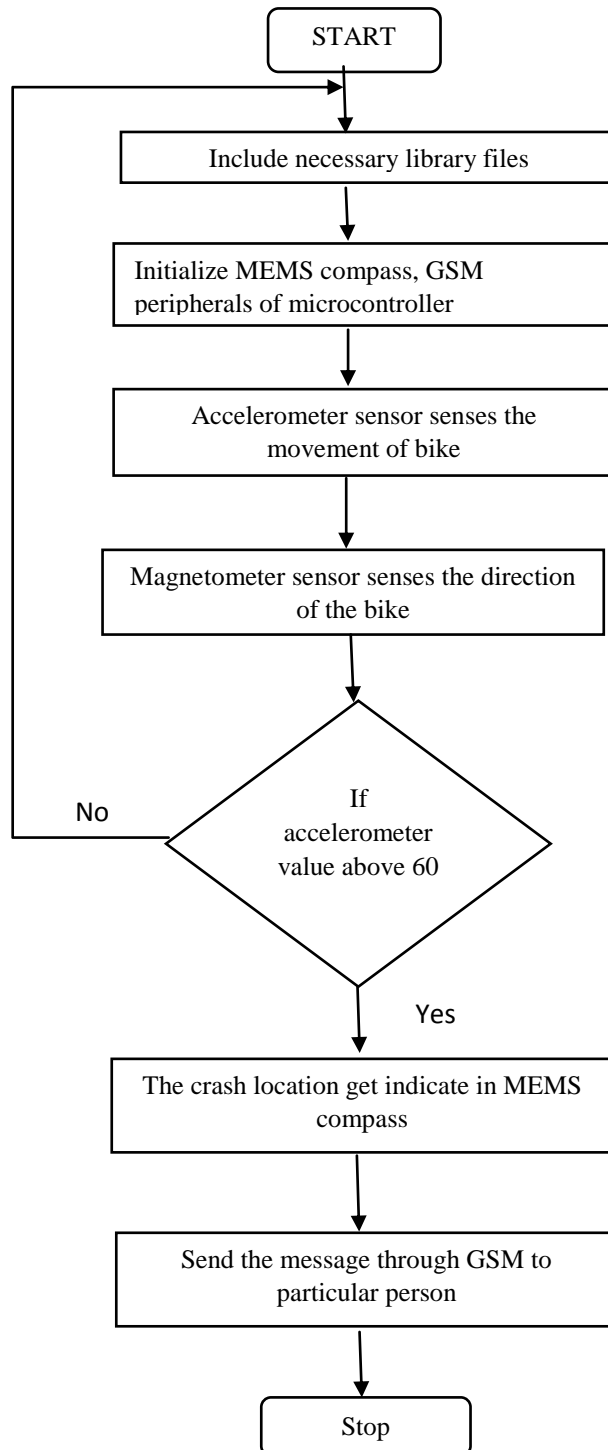 START
Include necessary library files
Initialize MEMS compass, GSM
peripherals of microcontroller
Accelerometer sensor senses the
movement of bike
Magnetometer sensor senses the direction
of the bike
If
accelerometer
value above 60
No
Yes
The crash location get indicate in MEMS
compass
Send the message through GSM to
particular person
Stop